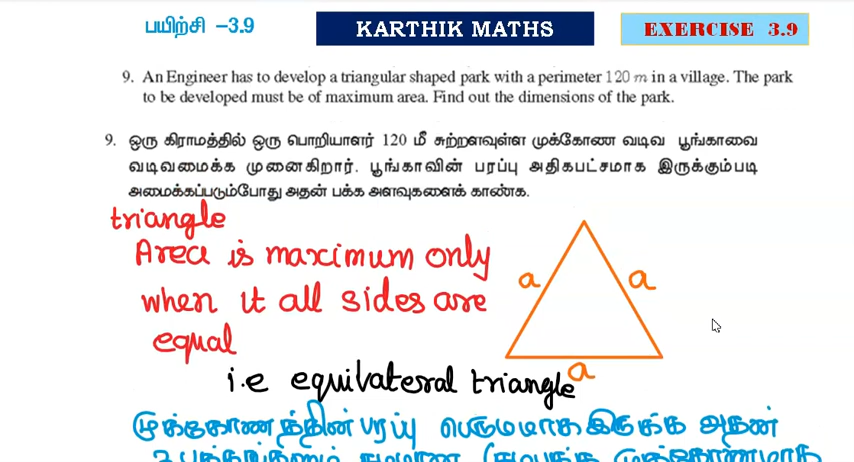 பயிற்சி –3.9
KARTHIK MATHS
EXERCISE 3.9
9. An Engineer has to develop a triangular shaped park with a perimeter 120 m in a village. The park
to be developed must be of maximum area. Find out the dimensions of the park.
9. ஒரு கிராமத்தில் ஒரு பொறியாளர் 120 மீ சுற்றளவுள்ள முக்கோண வடிவ பூங்காவை
வடிவமைக்க முனைகிறார். பூங்காவின் பரப்பு அதிகபட்சமாக இருக்கும்படி
அமைக்கப்படும்போது அதன் பக்க அளவுகளைக் காண்க.
triangle
Area is maximum only
when it all sides are
equal
a
a
a
i.e equilateral triangle
முக்கோணத்தின் பரப்பு பெருமமாக இருக்க அதன்